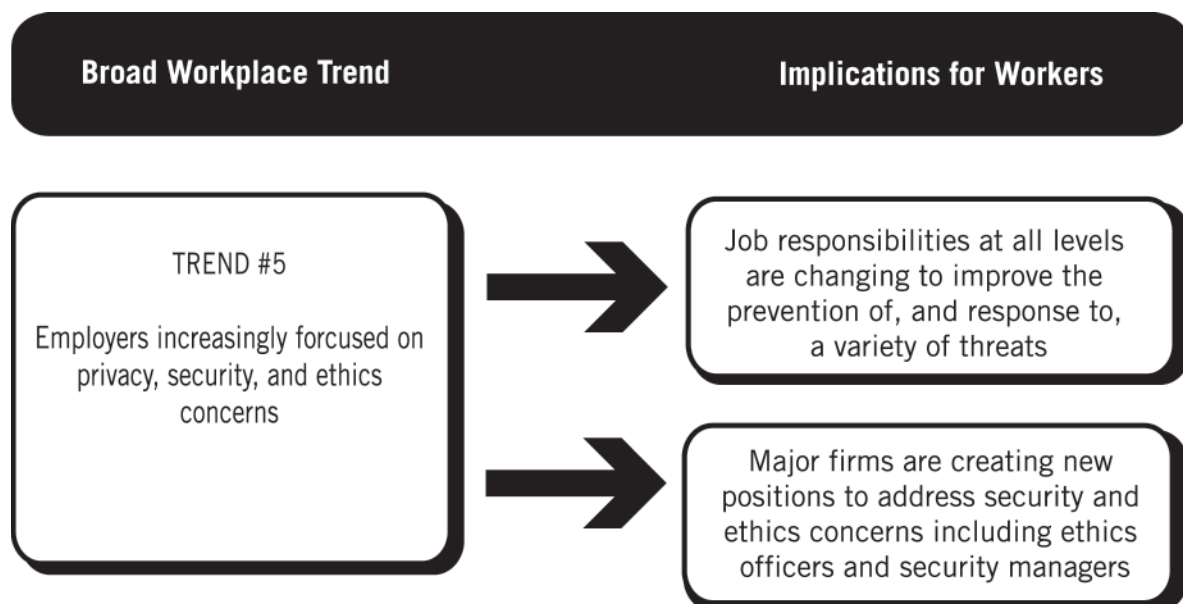 Broad Workplace Trend
Implications for Workers
TREND #5
Employers increasingly forcused on
privacy, security, and ethics
concerns
Job responsibilities at all levels
are changing to improve the
prevention of, and response to,
a variety of threats
Major firms are creating new
positions to address security and
ethics concerns including ethics
officers and security managers